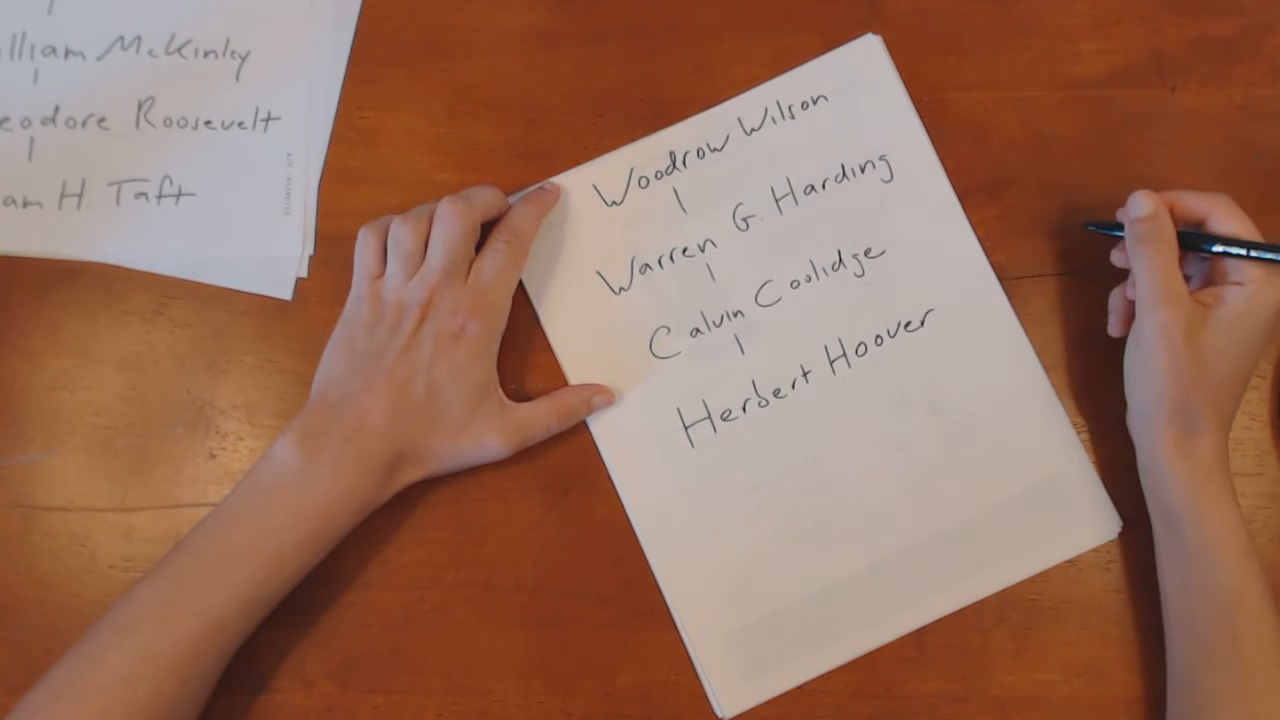 illiam McKinley
eodore Roosevelt
am H. Taft
Woodrow Wilson
Warren G. Harding
Calvin Coolidge
Herbert Hoover